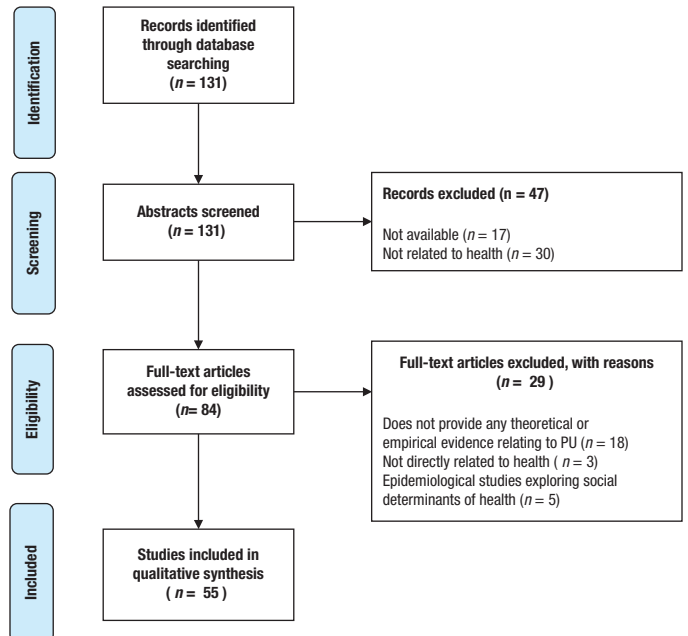 Identification
Records identified
through database
searching
(n = 131)
Screening
Abstracts screened
(n = 131)
Records excluded (n = 47)
Not available (n = 17)
Not related to health (n = 30)
Eligibility
Full-text articles
assessed for eligibility
(n= 84)
Full-text articles excluded, with reasons
(n = 29 )
Does not provide any theoretical or
empirical evidence relating to PU (n = 18)
Not directly related to health ( n = 3)
Epidemiological studies exploring social
determinants of health (n = 5)
Included
Studies included in
qualitative synthesis
( n = 55)